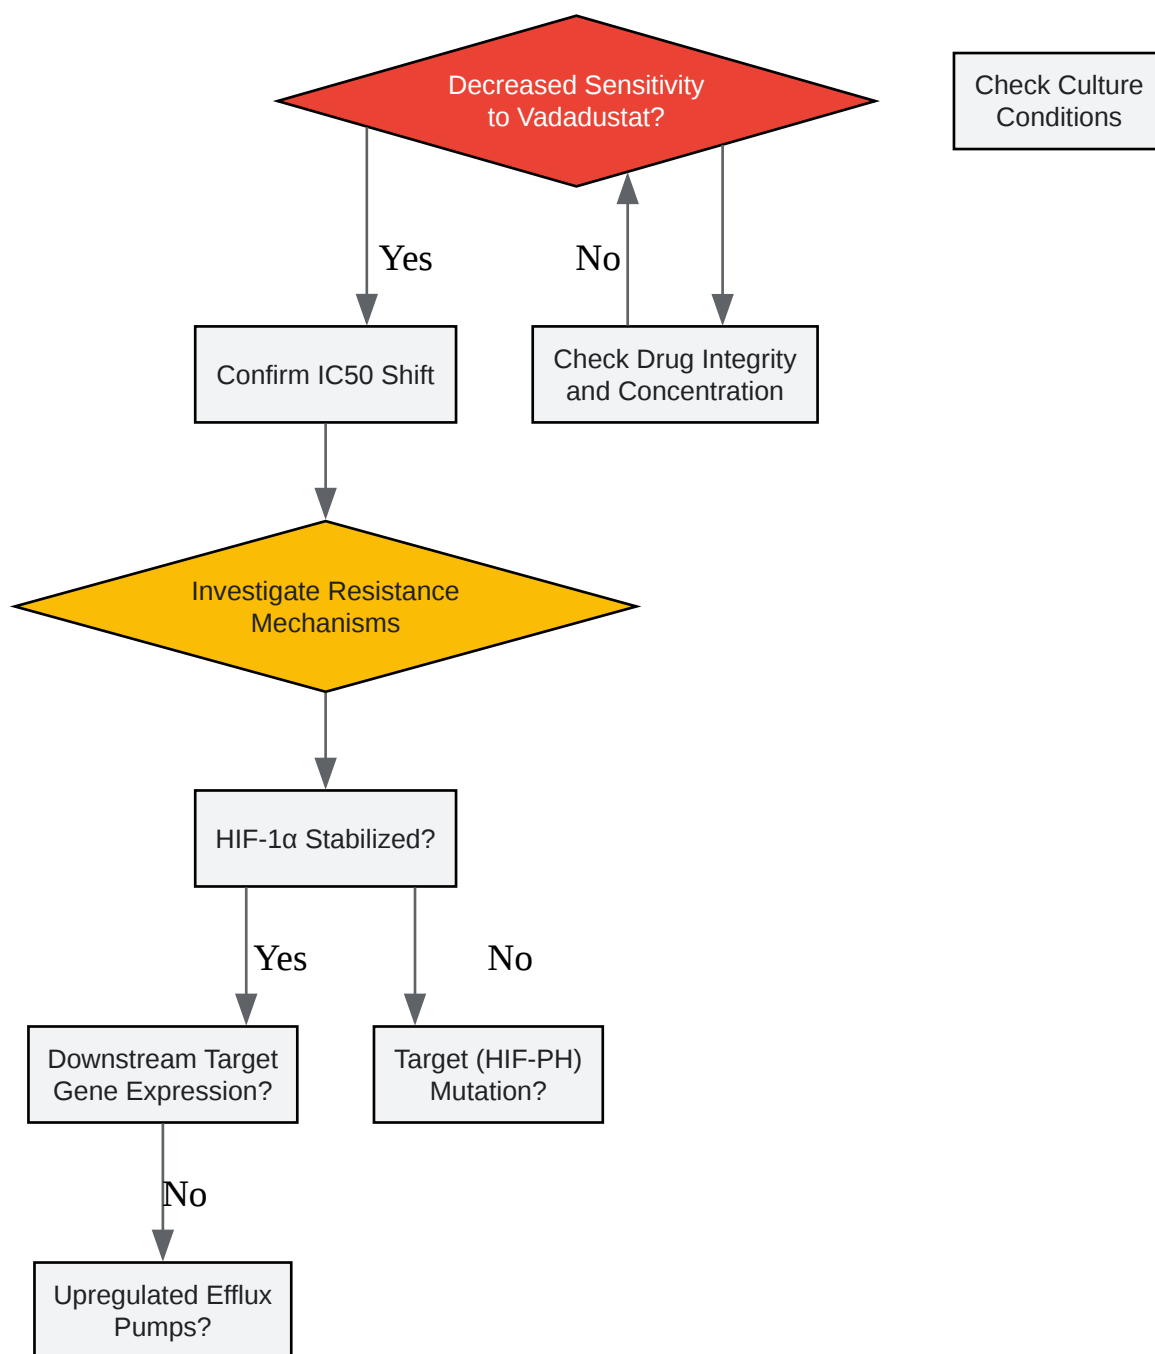 Decreased Sensitivity
to Vadadustat?
Check Culture
Conditions
Yes
No
Confirm IC50 Shift
Check Drug Integrity
and Concentration
Investigate Resistance
Mechanisms
HIF-1α Stabilized?
Yes
No
Downstream Target
Gene Expression?
Target (HIF-PH)
Mutation?
No
Upregulated Efflux
Pumps?